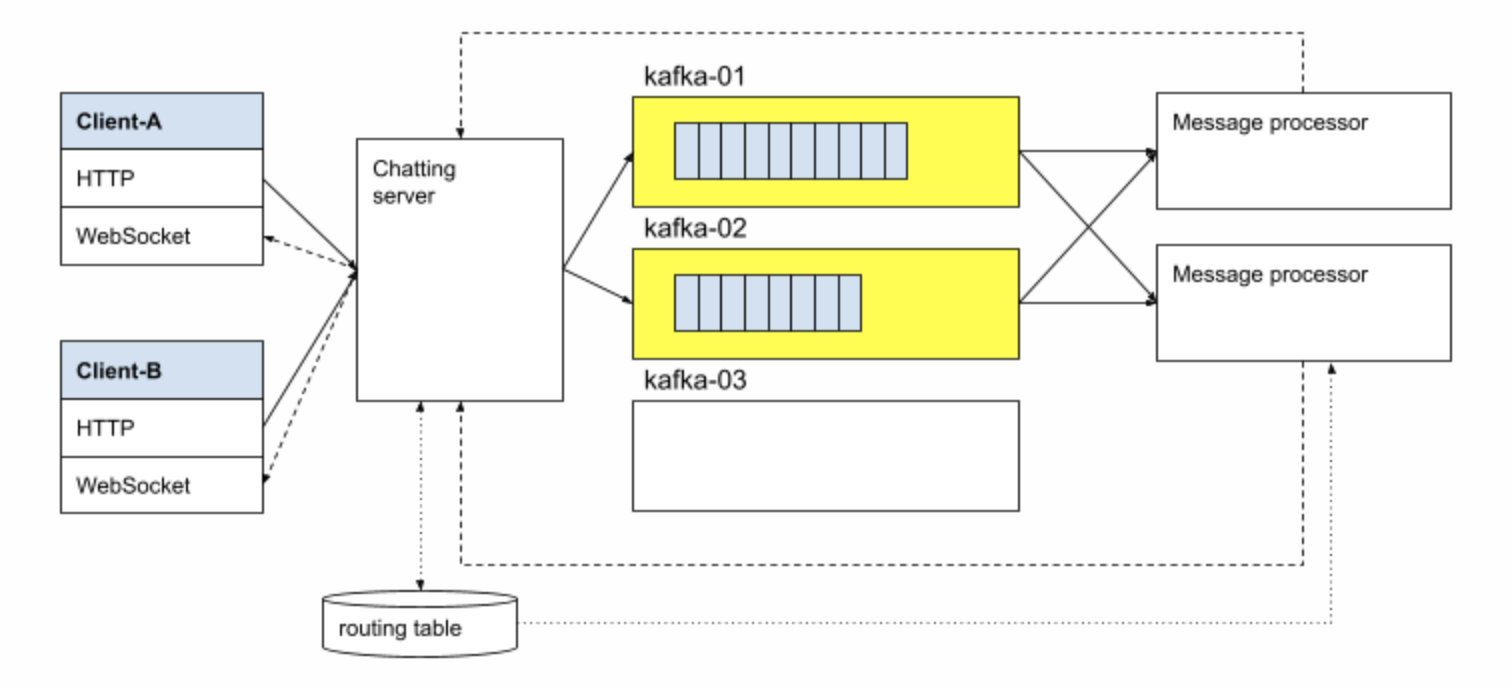 Client-A
HTTP
WebSocket
Client-B
HTTP
WebSocket
Chatting
server
routing table
kafka-01
kafka-02
kafka-03
Message processor
Message processor